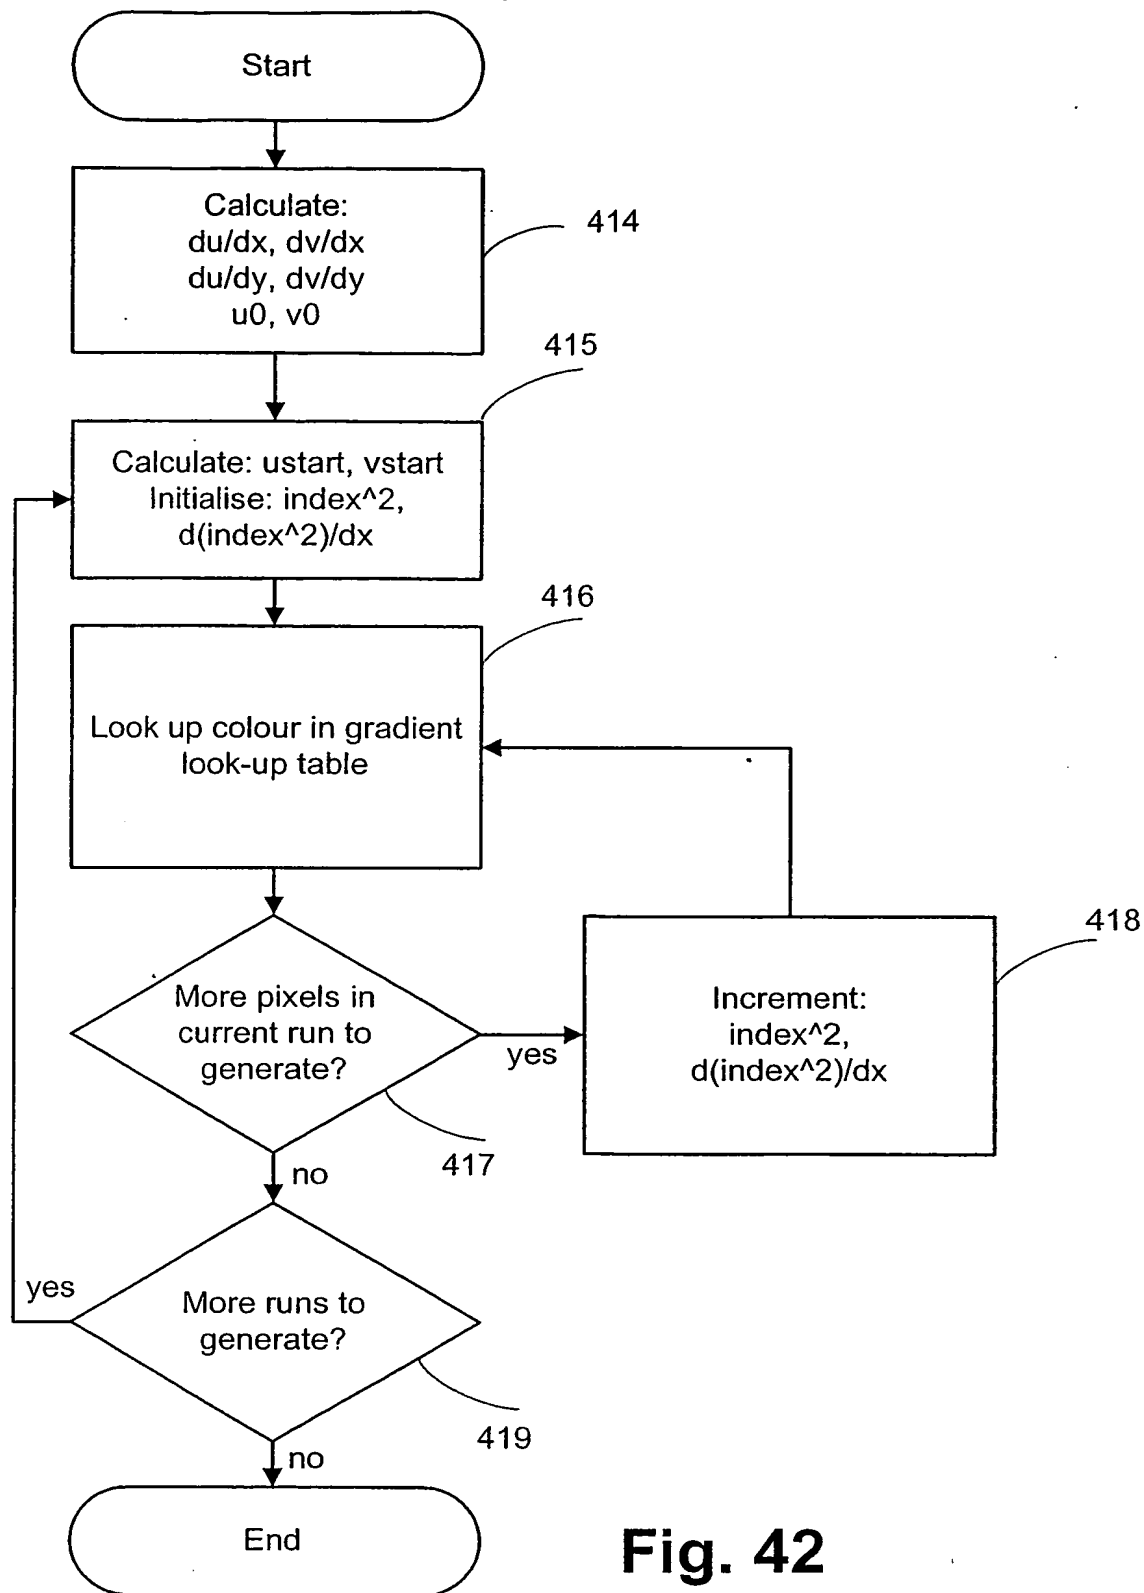 Start
Calculate:
du/dx, dv/dx
du/dy, dv/dy
u0, v0
414
415
Calculate: ustart, vstart
Initialise: index^2,
d(index^2)/dx
416
Look up colour in gradient
look-up table
More pixels in
current run to
generate?
yes
417
no
418
Increment:
index^2,
d(index^2)/dx
yes
More runs to
generate?
419
no
End
Fig. 42